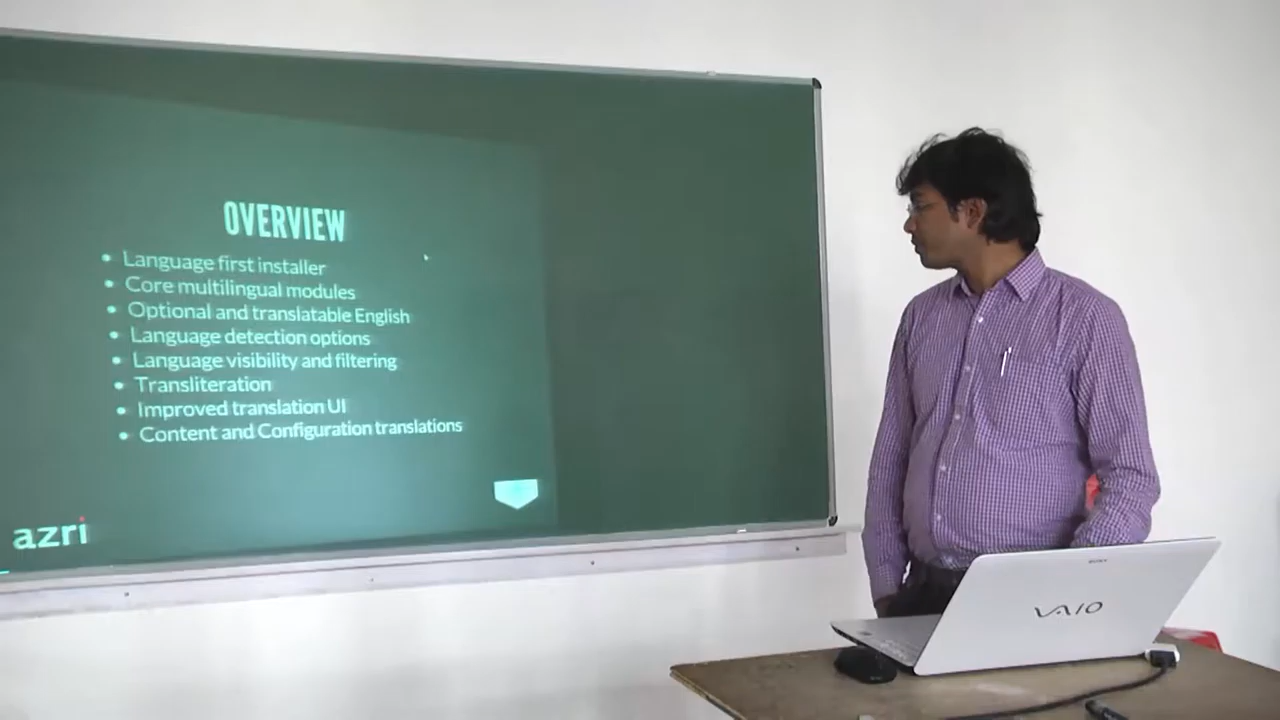 OVERVIEW
Language first installer
Core multilingual modules
Optional and translatable English
Language detection options
Language visibility and filtering
Transliteration
Improved translation UI
Content and Configuration translations
azri
SONY
VAIO